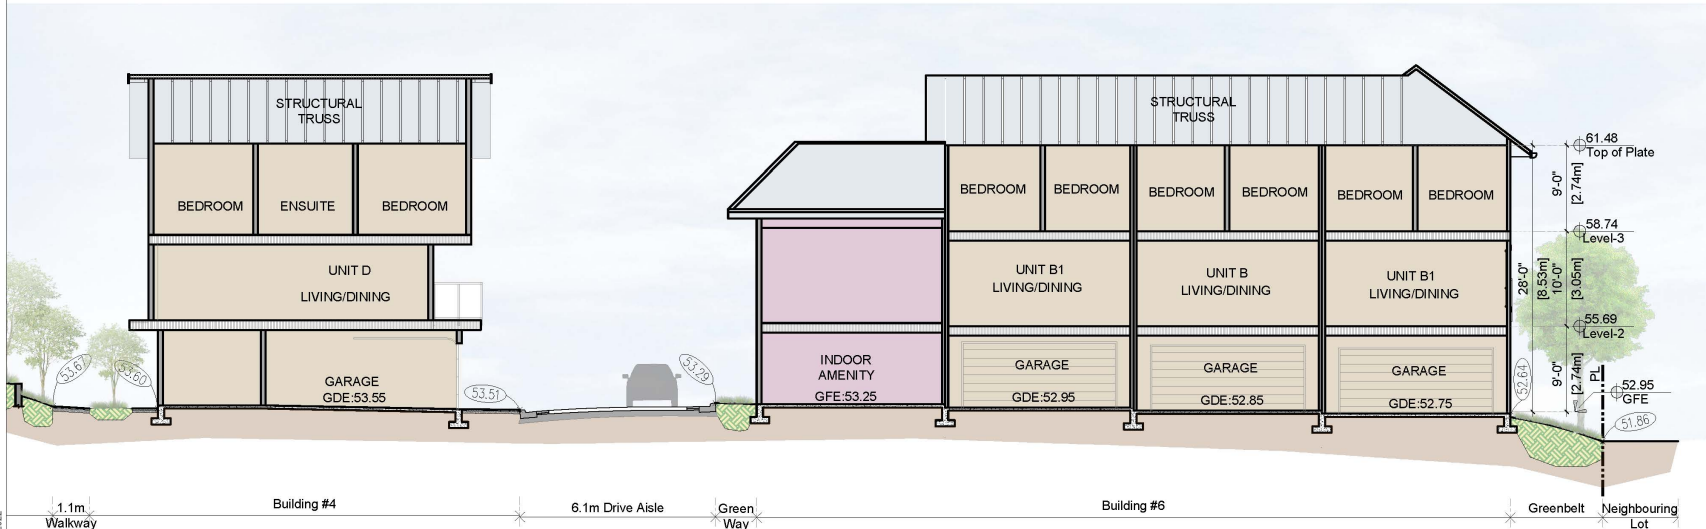 STRUCTURAL
TRUSS
BEDROOM
ENSUITE
BEDROOM
UNIT D
LIVING/DINING
GARAGE
GDE:53.55
53.67
53.60
53.51
53.29
STRUCTURAL
TRUSS
BEDROOM
BEDROOM
BEDROOM
BEDROOM
BEDROOM
BEDROOM
UNIT B1
LIVING/DINING
UNIT B
LIVING/DINING
UNIT B1
LIVING/DINING
INDOOR
AMENITY
GFE:53.25
GARAGE
GDE:52.95
GARAGE
GDE:52.85
GARAGE
GDE:52.75
61.48
Top of Plate
9'-0"
[2.74m]
58.74
Level-3
28'-0"
[8.53m]
10'-0"
[3.05m]
55.69
Level-2
9'-0"
[2.74m]
PL
52.64
52.95
GFE
51.86
1.1m
Walkway
Building #4
6.1m Drive Aisle
Green
Way
Building #6
Greenbelt
Neighbouring
Lot